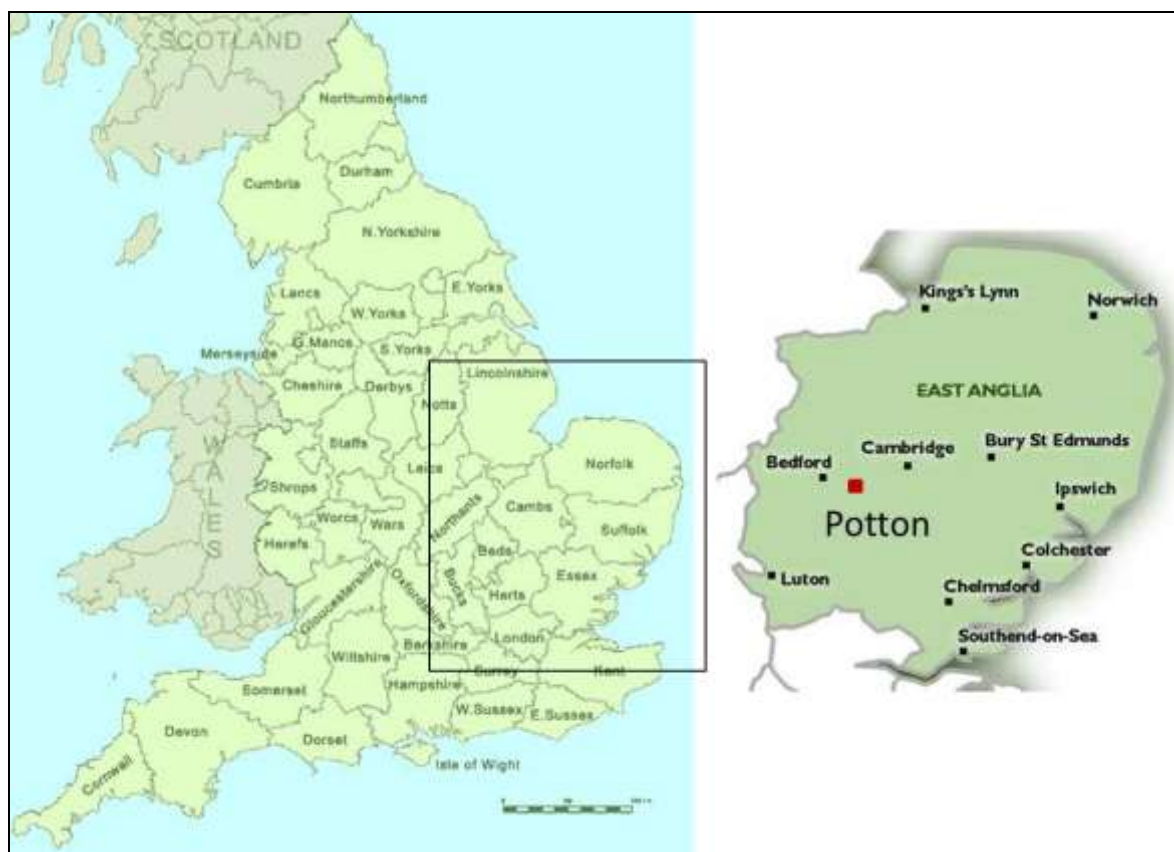 SCOTLAND
Northumberland
Durham
Cumbria
N.Yorkshire
E.Yorks
Lancs
W.Yorks
G.Mancs
S.Yorks
Merseyside
Lincolnshire
Cheshire
Derbys
Notts
Staffs
WALES
Leics
Norfolk
Shrops
Northants
Cambs
Worcs
Wars
Suffolk
Herefs
Beds
Bucks
Essex
Gloucestershire
Oxfordshire
Herts
London
Berkshire
Wiltshire
Surrey
Kent
Hampshire
Somerset
W.Sussex
E.Sussex
Devon
Dorset
Cornwall
Isle of Wight
Kings's Lynn
Norwich
EAST ANGLIA
Bury St Edmunds
Cambridge
Bedford
Ipswich
Potton
Colchester
Luton
Chelmsford
Southend-on-Sea